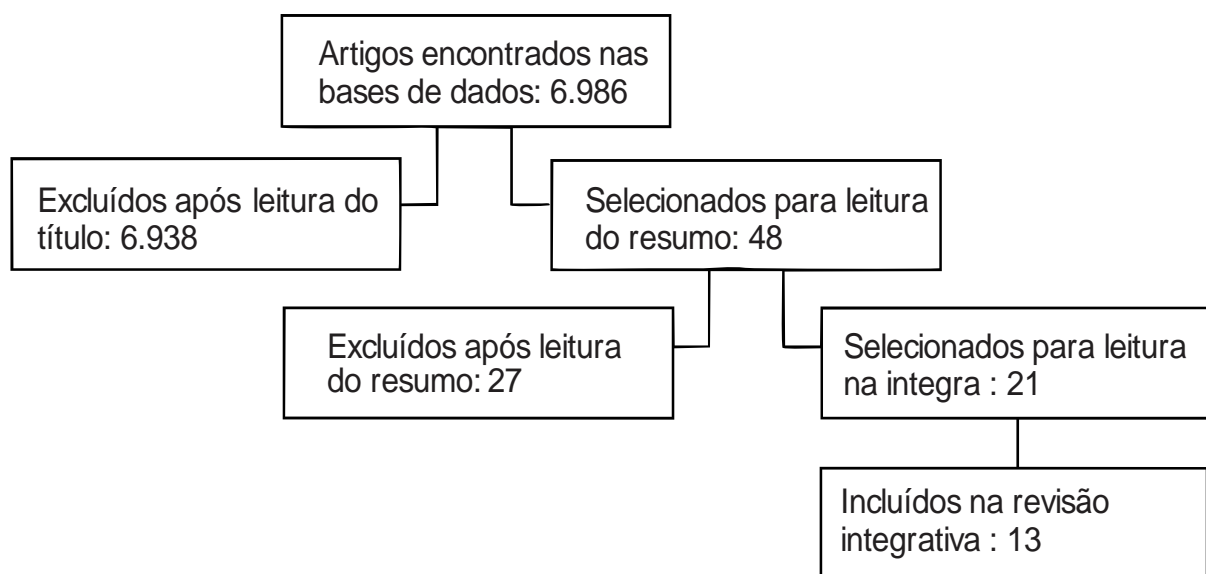 Artigos encontrados nas
bases de dados: 6.986
Excluídos após leitura do
título: 6.938
Selecionados para leitura
do resumo: 48
Excluídos após leitura
do resumo: 27
Selecionados para leitura
na integra : 21
Incluídos na revisão
integrativa : 13